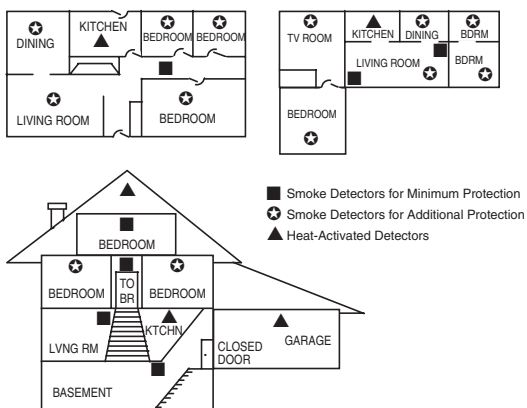 DINING
KITCHEN
BEDROOM
BEDROOM
LIVING ROOM
BEDROOM
TV ROOM
KITCHEN
DINING
BDRM
LIVING ROOM
BDRM
BEDROOM
Smoke Detectors for Minimum Protection
Smoke Detectors for Additional Protection
Heat-Activated Detectors
BEDROOM
BEDROOM
TO
BR
BEDROOM
LVNG RM
KTCHN
CLOSED
DOOR
GARAGE
BASEMENT